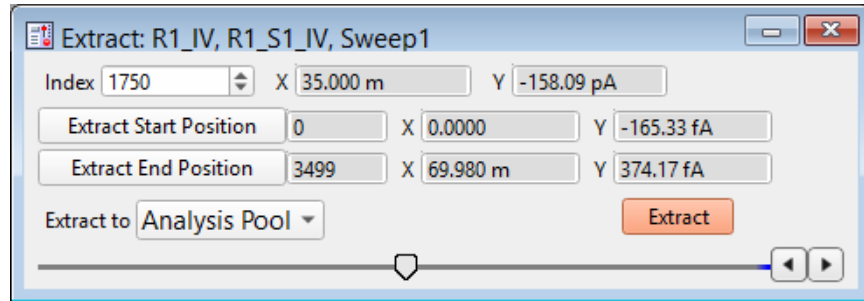 Extract: R1_IV, R1_S1_IV, Sweep1
Index 1750 X 35.000 m Y -158.09 pA
Extract Start Position 0 X 0.0000 Y -165.33 fA
Extract End Position 3499 X 69.980 m Y 374.17 fA
Extract to Analysis Pool Extract